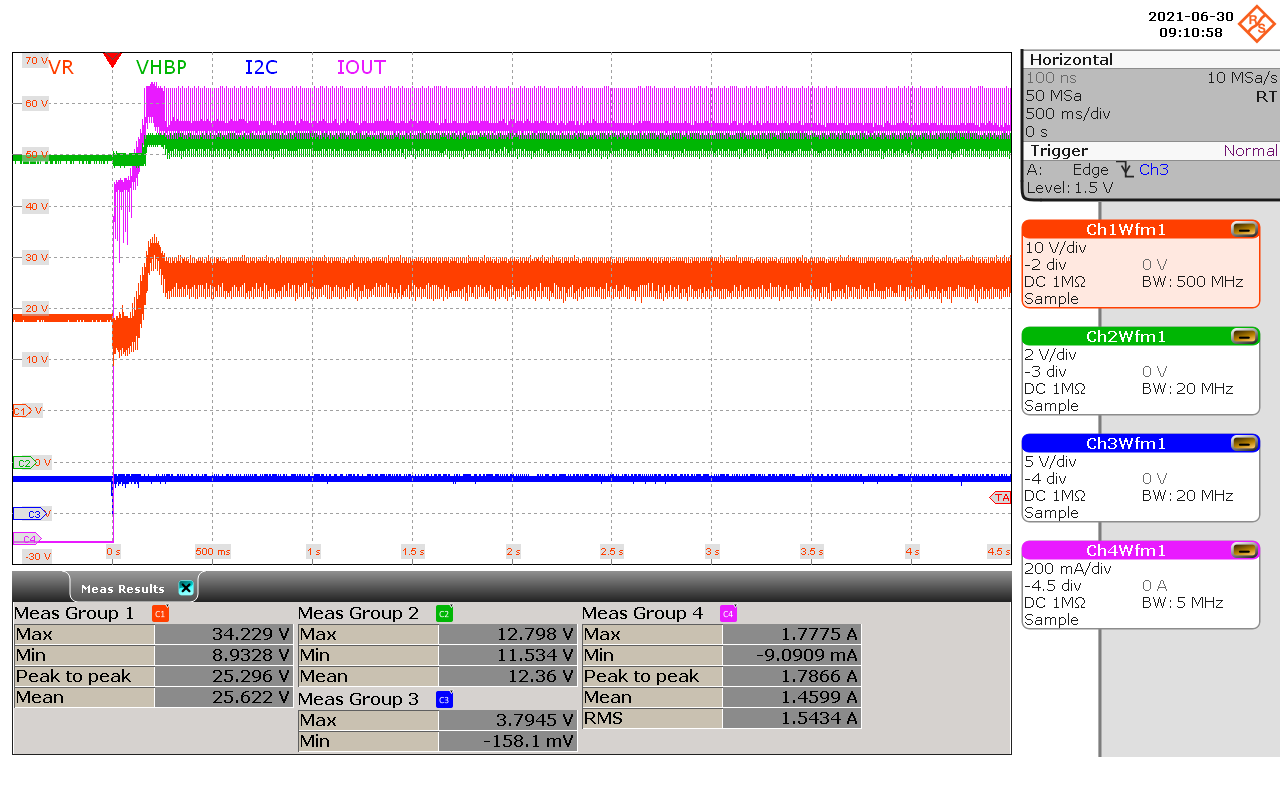 2021-06-30
09:10:58
R&S
VR VHBP I2C IOUT
70 V
60 V
50 V
40 V
30 V
20 V
10 V
C1 V
C2 0 V
C3 V
C4
-30 V
TA
0 s 500 ms 1 s 1.5 s 2 s 2.5 s 3 s 3.5 s 4 s 4.5 s
Horizontal
100 ns 10 MSa/s
50 MSa RT
500 ms/div
0 s
Trigger Normal
A: Edge Ch3
Level: 1.5 V
Ch1Wfm1
10 V/div
-2 div 0 V
DC 1MΩ BW: 500 MHz
Sample
Ch2Wfm1
2 V/div
-3 div 0 V
DC 1MΩ BW: 20 MHz
Sample
Ch3Wfm1
5 V/div
-4 div 0 V
DC 1MΩ BW: 20 MHz
Sample
Ch4Wfm1
200 mA/div
-4.5 div 0 A
DC 1MΩ BW: 5 MHz
Sample
Meas Results
Meas Group 1 C1
Max 34.229 V
Min 8.9328 V
Peak to peak 25.296 V
Mean 25.622 V
Meas Group 2 C2
Max 12.798 V
Min 11.534 V
Mean 12.36 V
Meas Group 3 C3
Max 3.7945 V
Min -158.1 mV
Meas Group 4 C4
Max 1.7775 A
Min -9.0909 mA
Peak to peak 1.7866 A
Mean 1.4599 A
RMS 1.5434 A